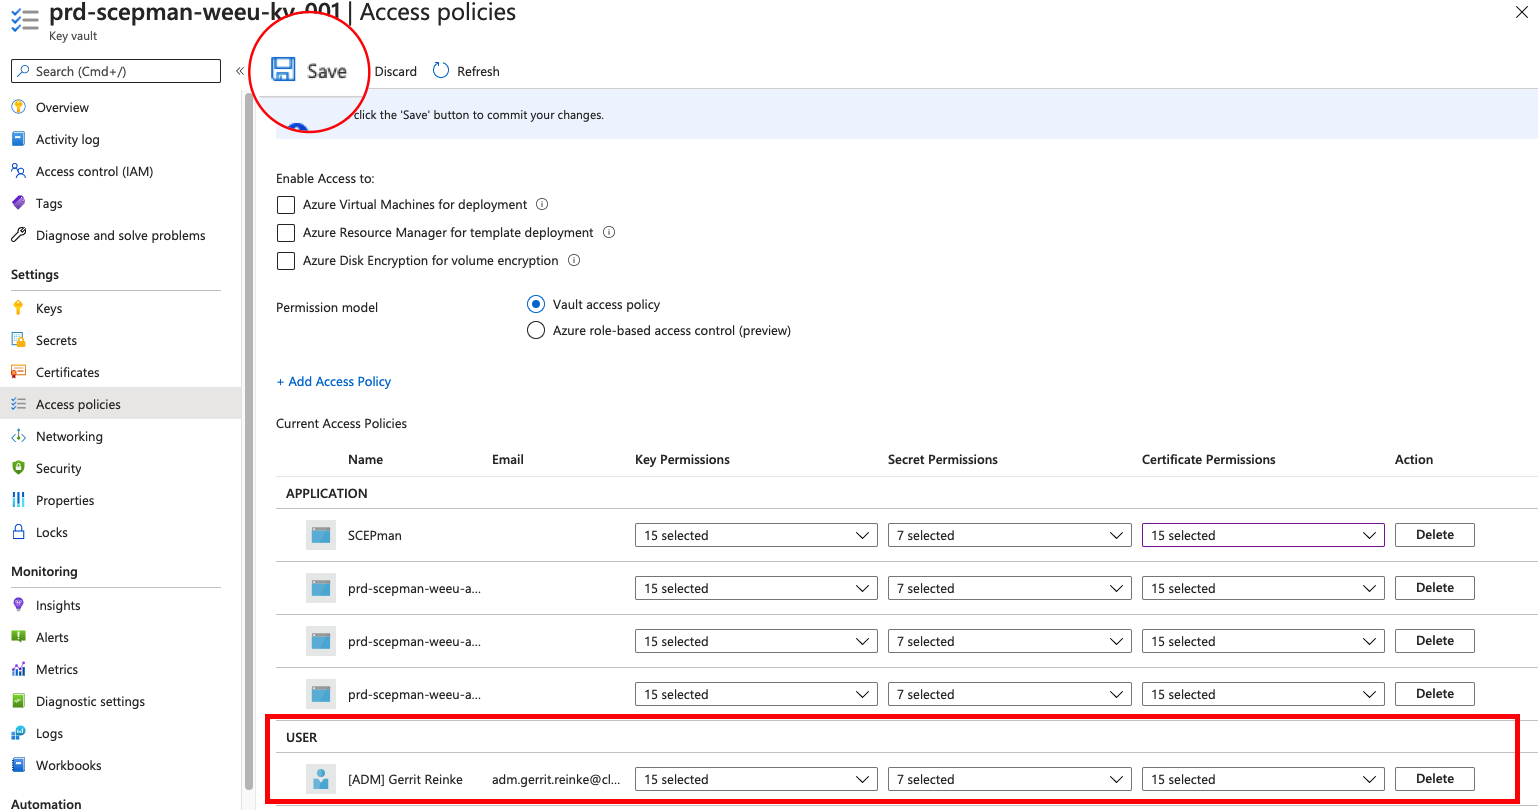 prd-scepman-weeu-kv-001 | Access policies
Key vault
Search (Cmd+/)
«
Save
Discard
Refresh
click the 'Save' button to commit your changes.
Overview
Activity log
Access control (IAM)
Tags
Diagnose and solve problems
Settings
Keys
Secrets
Certificates
Access policies
Networking
Security
Properties
Locks
Monitoring
Insights
Alerts
Metrics
Diagnostic settings
Logs
Workbooks
Automation
Enable Access to:
Azure Virtual Machines for deployment
Azure Resource Manager for template deployment
Azure Disk Encryption for volume encryption
Permission model
Vault access policy
Azure role-based access control (preview)
+ Add Access Policy
Current Access Policies
Name Email Key Permissions Secret Permissions Certificate Permissions Action
APPLICATION
SCEPman 15 selected 7 selected 15 selected Delete
prd-scepman-weeu-a... 15 selected 7 selected 15 selected Delete
prd-scepman-weeu-a... 15 selected 7 selected 15 selected Delete
prd-scepman-weeu-a... 15 selected 7 selected 15 selected Delete
USER
[ADM] Gerrit Reinke adm.gerrit.reinke@cl... 15 selected 7 selected 15 selected Delete